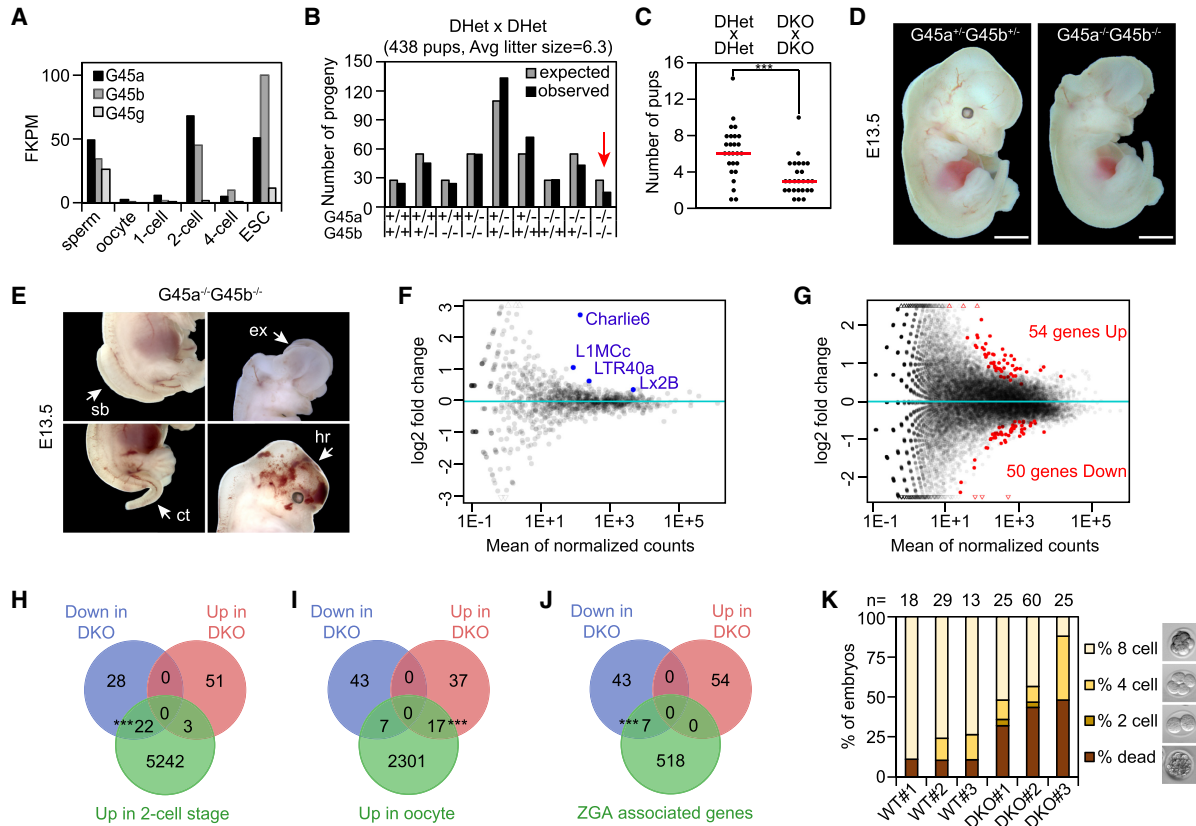 A
G45a
G45b
G45g
FKPM
100
50
0
sperm
oocyte
1-cell
2-cell
4-cell
ESC
B
DHet x DHet
(438 pups, Avg litter size=6.3)
expected
observed
Number of progeny
150
120
90
60
30
0
G45a +/+ +/+ +/+ +/- +/- +/- -/- -/- -/-
G45b +/+ +/- -/- -/- +/- +/+ +/+ +/- -/-
C
DHet x DHet
DKO x DKO
***
Number of pups
16
12
8
4
0
D
G45a+/-G45b+/-
G45a-/-G45b-/-
E13.5
E
G45a-/-G45b-/-
E13.5
sb
ex
ct
hr
F
log2 fold change
3
2
1
0
-1
-2
-3
Charlie6
L1MCc
LTR40a
Lx2B
1E-1
1E+1
1E+3
1E+5
Mean of normalized counts
G
log2 fold change
2
1
0
-1
-2
54 genes Up
50 genes Down
1E-1
1E+1
1E+3
1E+5
Mean of normalized counts
H
Down in
DKO
Up in
DKO
28
0
51
0
***22
3
5242
Up in 2-cell stage
I
Down in
DKO
Up in
DKO
43
0
37
0
7
17***
2301
Up in oocyte
J
Down in
DKO
Up in
DKO
43
0
54
0
***7
0
518
ZGA associated genes
K
n= 18 29 13 25 60 25
% of embryos
100
75
50
25
0
WT#1
WT#2
WT#3
DKO#1
DKO#2
DKO#3
% 8 cell
% 4 cell
% 2 cell
% dead